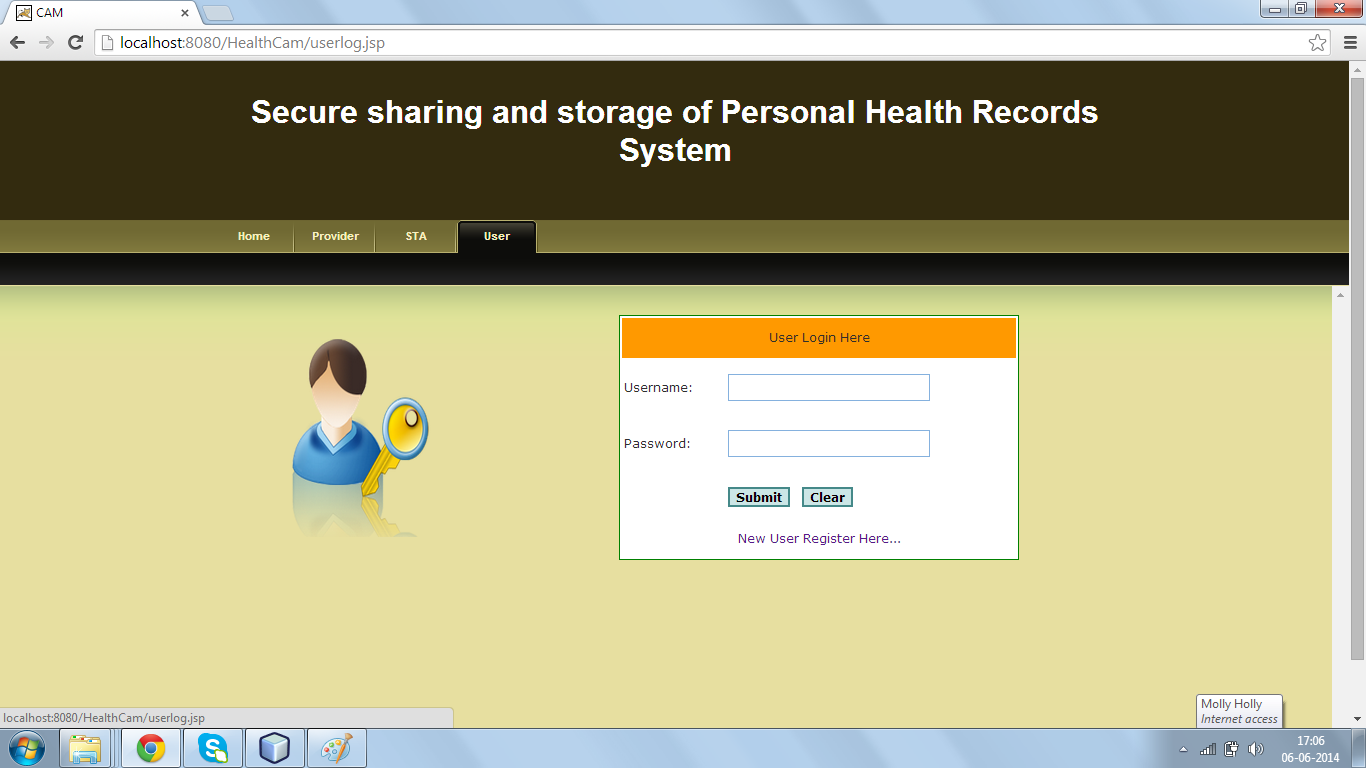 CAM
localhost:8080/HealthCam/userlog.jsp
Secure sharing and storage of Personal Health Records
System
Home
Provider
STA
User
User Login Here
Username:
Password:
Submit
Clear
New User Register Here...
localhost:8080/HealthCam/userlog.jsp
Molly Holly
Internet access
17:06
06-06-2014